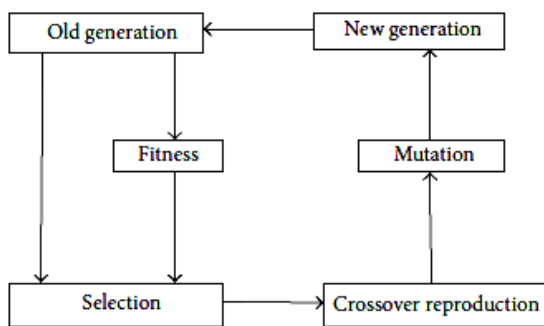 Old generation
New generation
Fitness
Mutation
Selection
Crossover reproduction